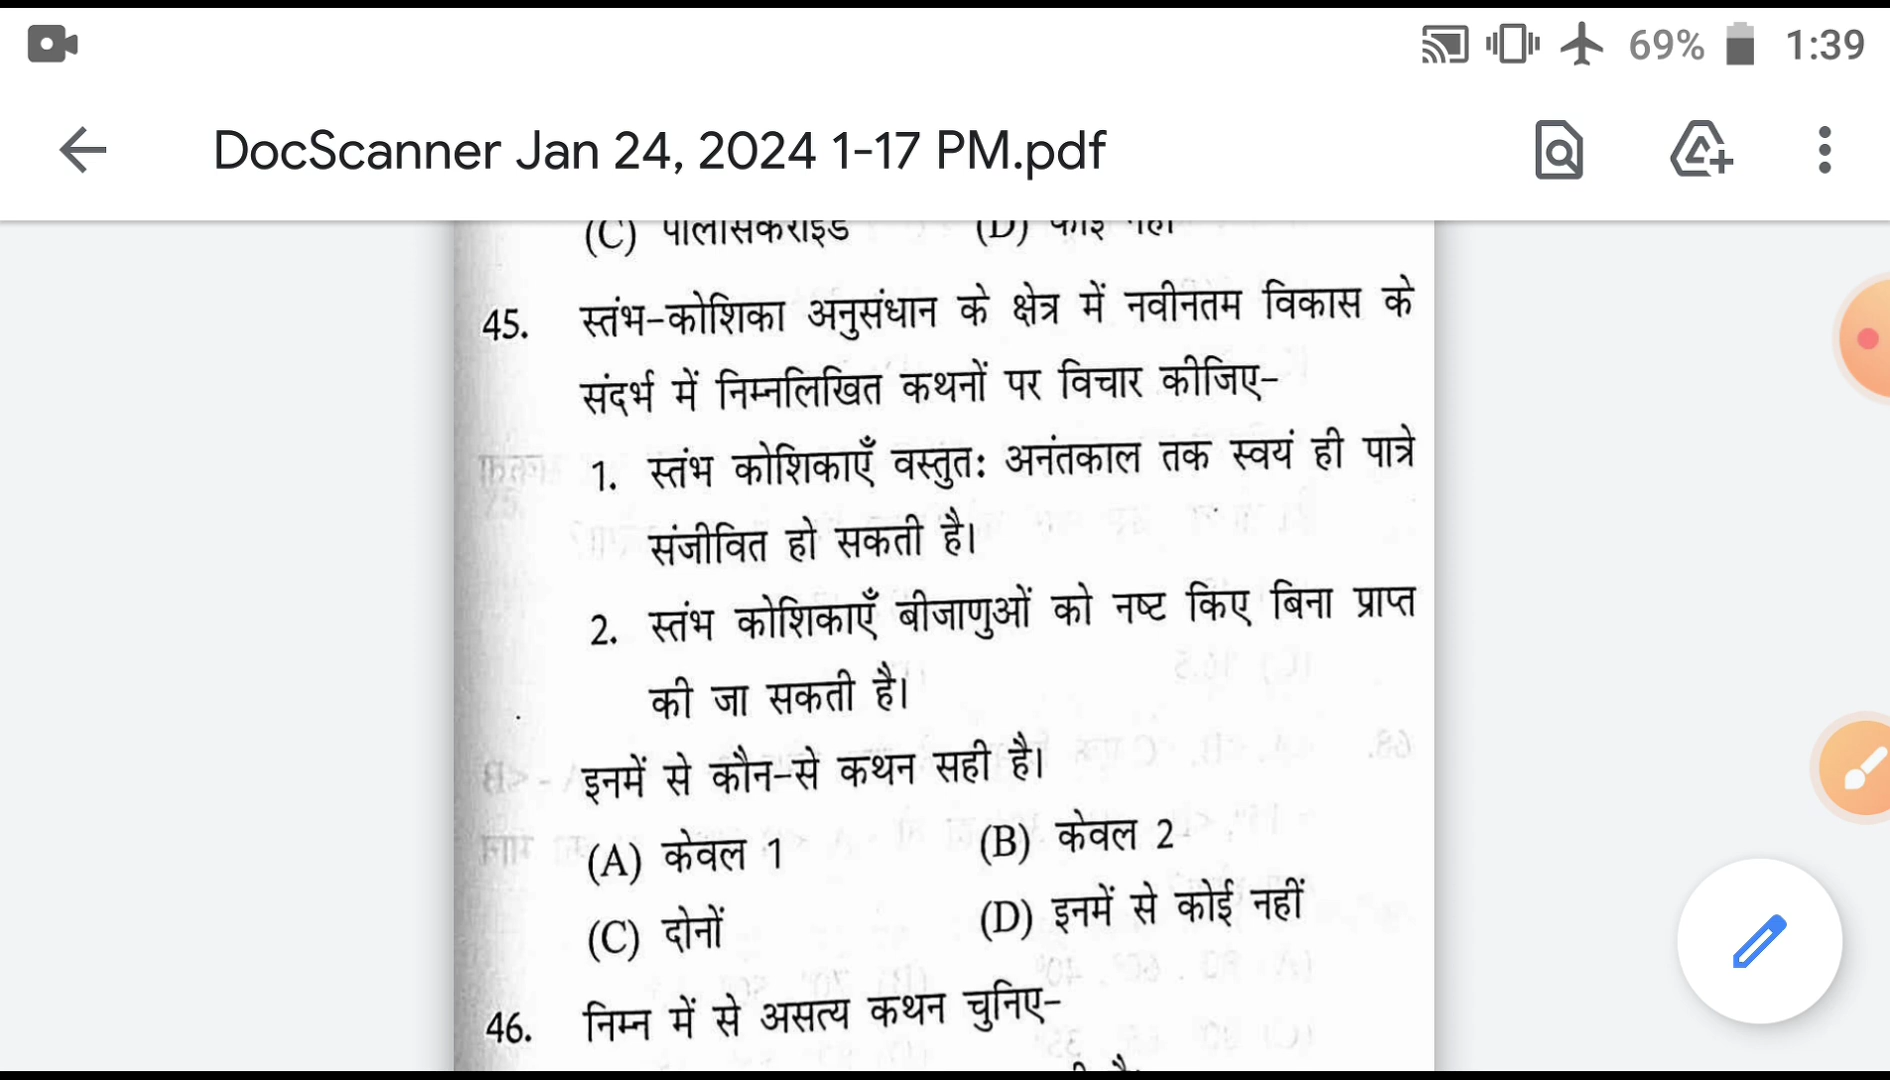 69% 1:39
DocScanner Jan 24, 2024 1-17 PM.pdf
(C) पॉलीसेकेराइड (D) कोई नहीं
45. स्तंभ-कोशिका अनुसंधान के क्षेत्र में नवीनतम विकास के
संदर्भ में निम्नलिखित कथनों पर विचार कीजिए-
1. स्तंभ कोशिकाएँ वस्तुतः अनंतकाल तक स्वयं ही पात्रे
संजीवित हो सकती है।
2. स्तंभ कोशिकाएँ बीजाणुओं को नष्ट किए बिना प्राप्त
की जा सकती है।
इनमें से कौन-से कथन सही है।
(A) केवल 1 (B) केवल 2
(C) दोनों (D) इनमें से कोई नहीं
46. निम्न में से असत्य कथन चुनिए-